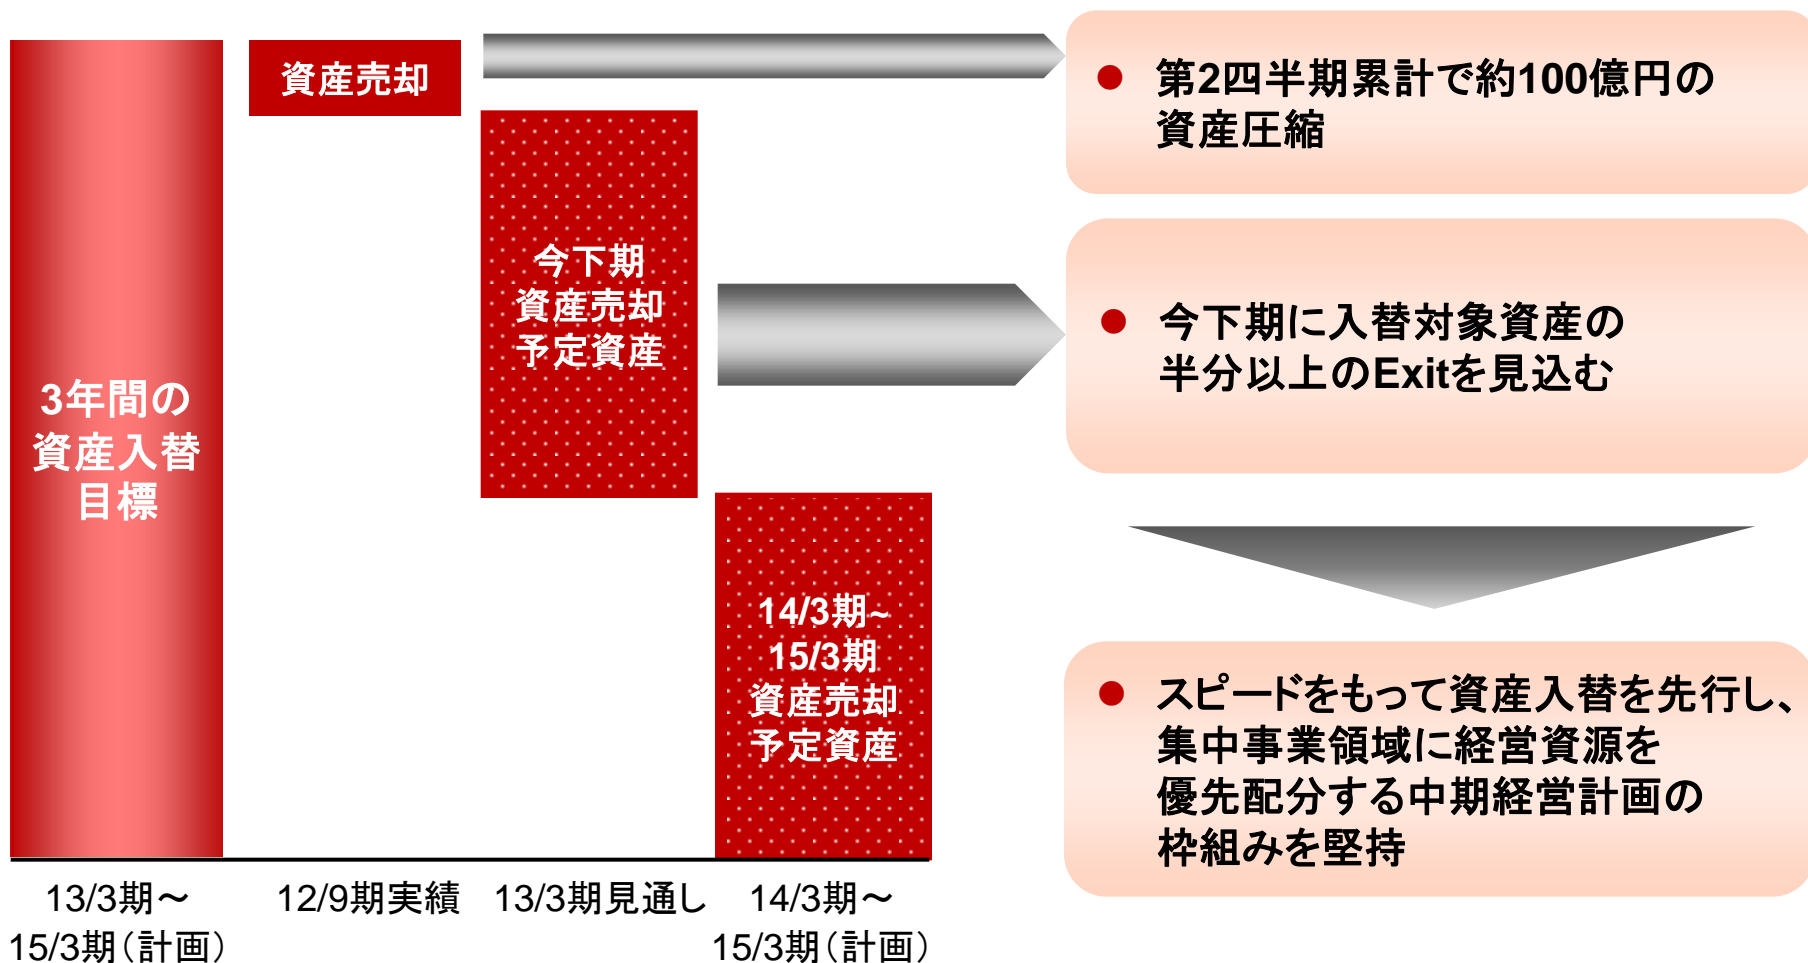 3年間の
資産入替
目標
資産売却
今下期
資産売却
予定資産
14/3期~
15/3期
資産売却
予定資産
13/3期～
15/3期（計画）
12/9期実績
13/3期見通し
14/3期～
15/3期（計画）
● 第2四半期累計で約100億円の
資産圧縮
● 今下期に入替対象資産の
半分以上のExitを見込む
● スピードをもって資産入替を先行し、
集中事業領域に経営資源を
優先配分する中期経営計画の
枠組みを堅持